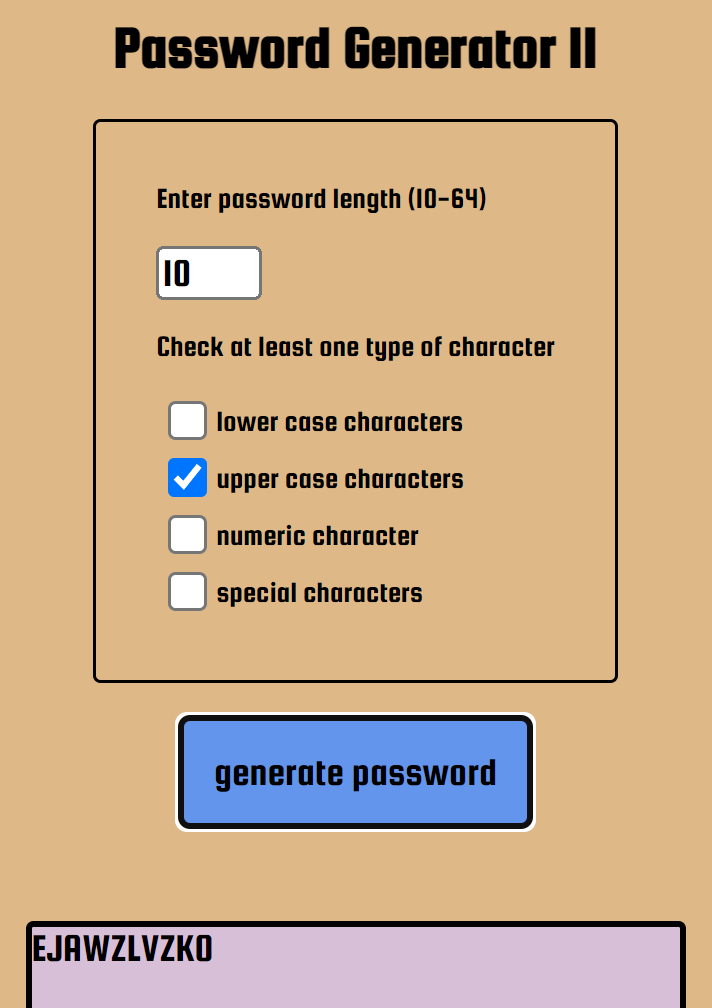 Password Generator II
Enter password length (10-64)
10
Check at least one type of character
lower case characters
upper case characters
numeric character
special characters
generate password
EJAWZLVZKO